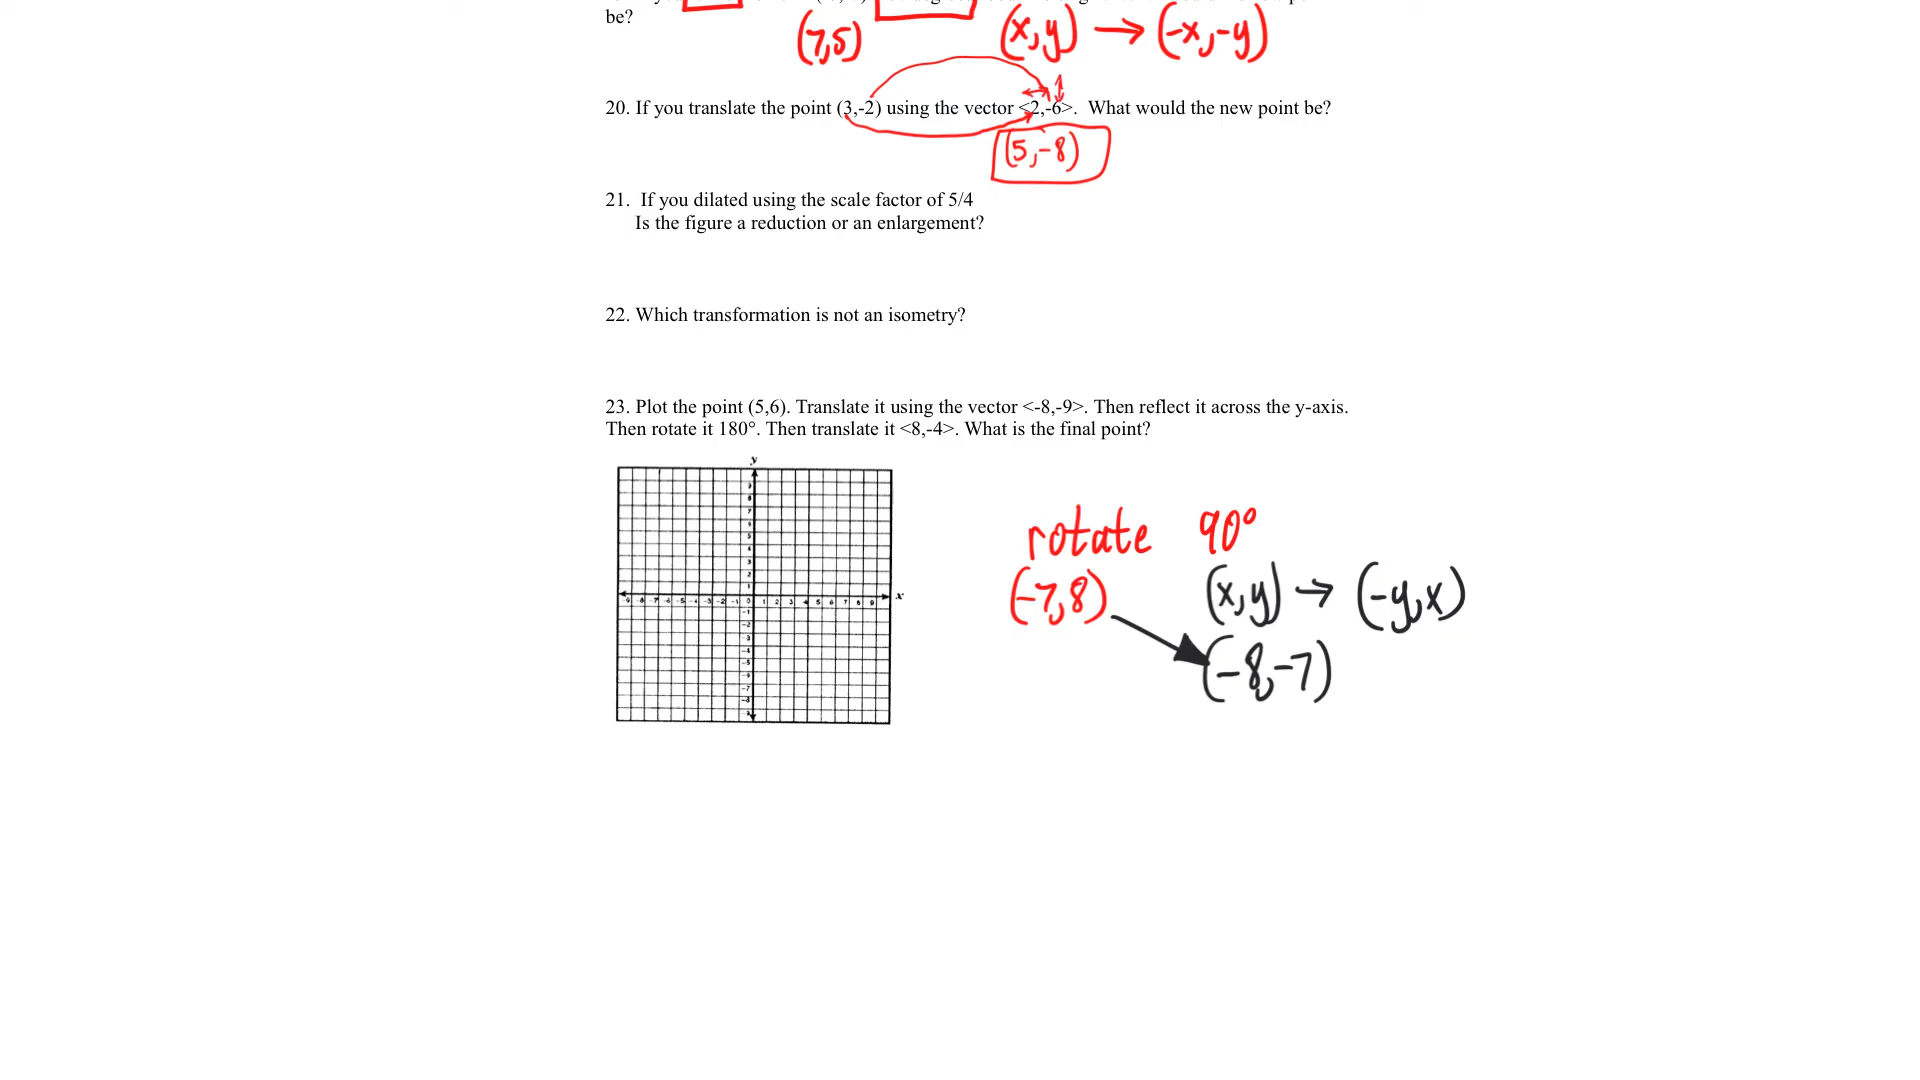 be?
(7,5) (x,y) → (-x,-y)
20. If you translate the point (3,-2) using the vector <2,-6>. What would the new point be?
(5,-8)
21. If you dilated using the scale factor of 5/4
Is the figure a reduction or an enlargement?
22. Which transformation is not an isometry?
23. Plot the point (5,6). Translate it using the vector <-8,-9>. Then reflect it across the y-axis.
Then rotate it 180°. Then translate it <8,-4>. What is the final point?
y
x
rotate 90°
(-7,8) (x,y) → (-y,x)
(-8,-7)